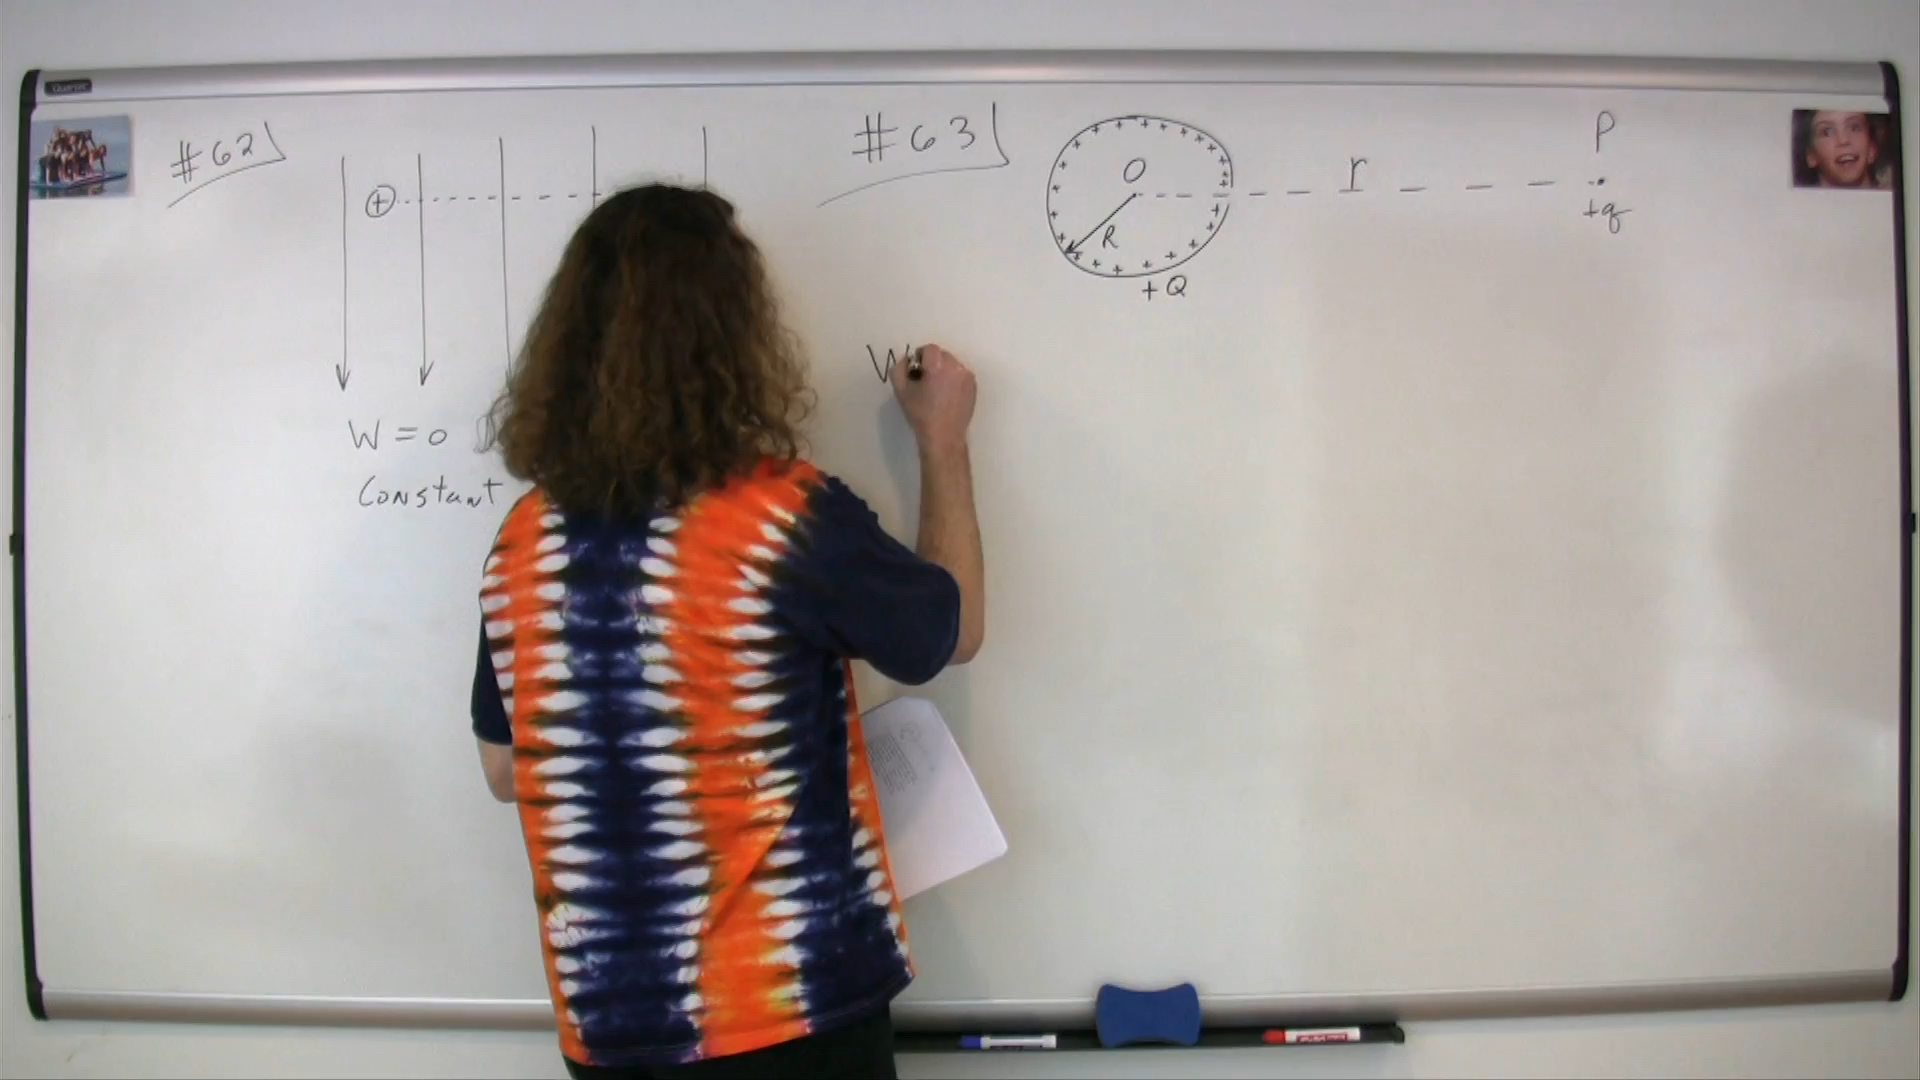 #62
+
W = 0
Constant
#63
O
R
+Q
r
P
+q
W